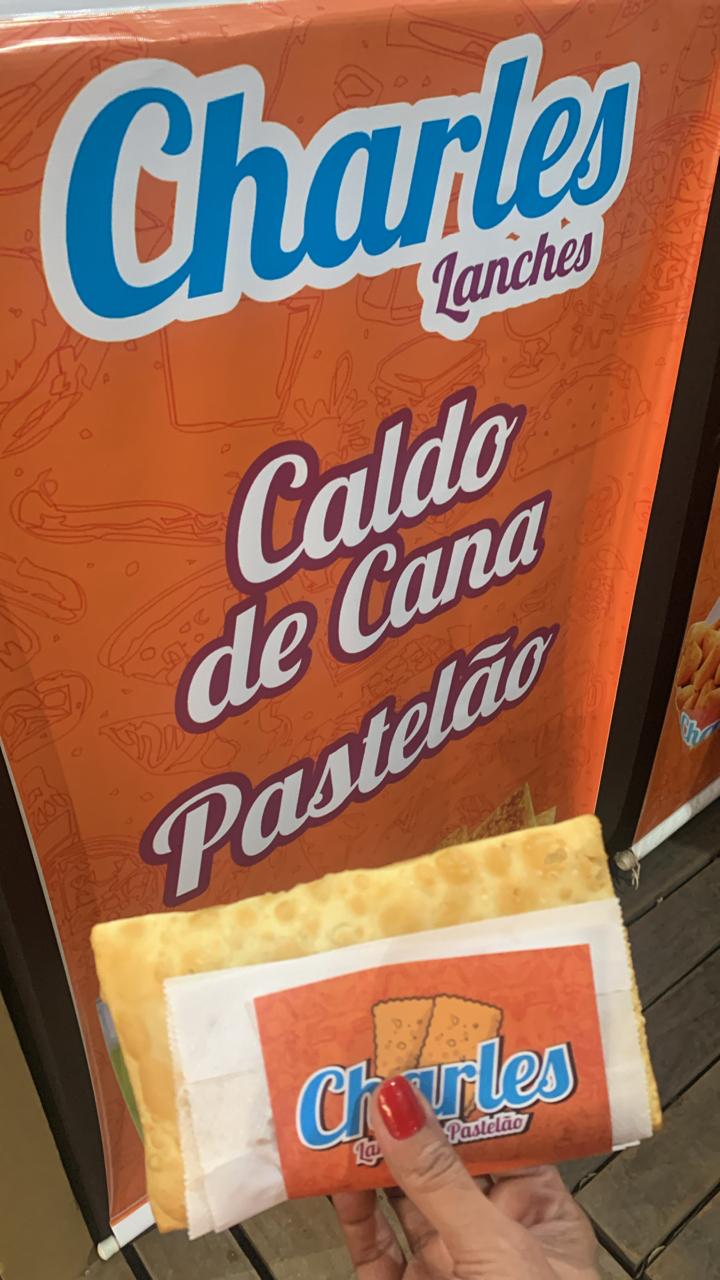 Charles
Lanches
Caldo
de Cana
Pastelão
Charles
Pastelão